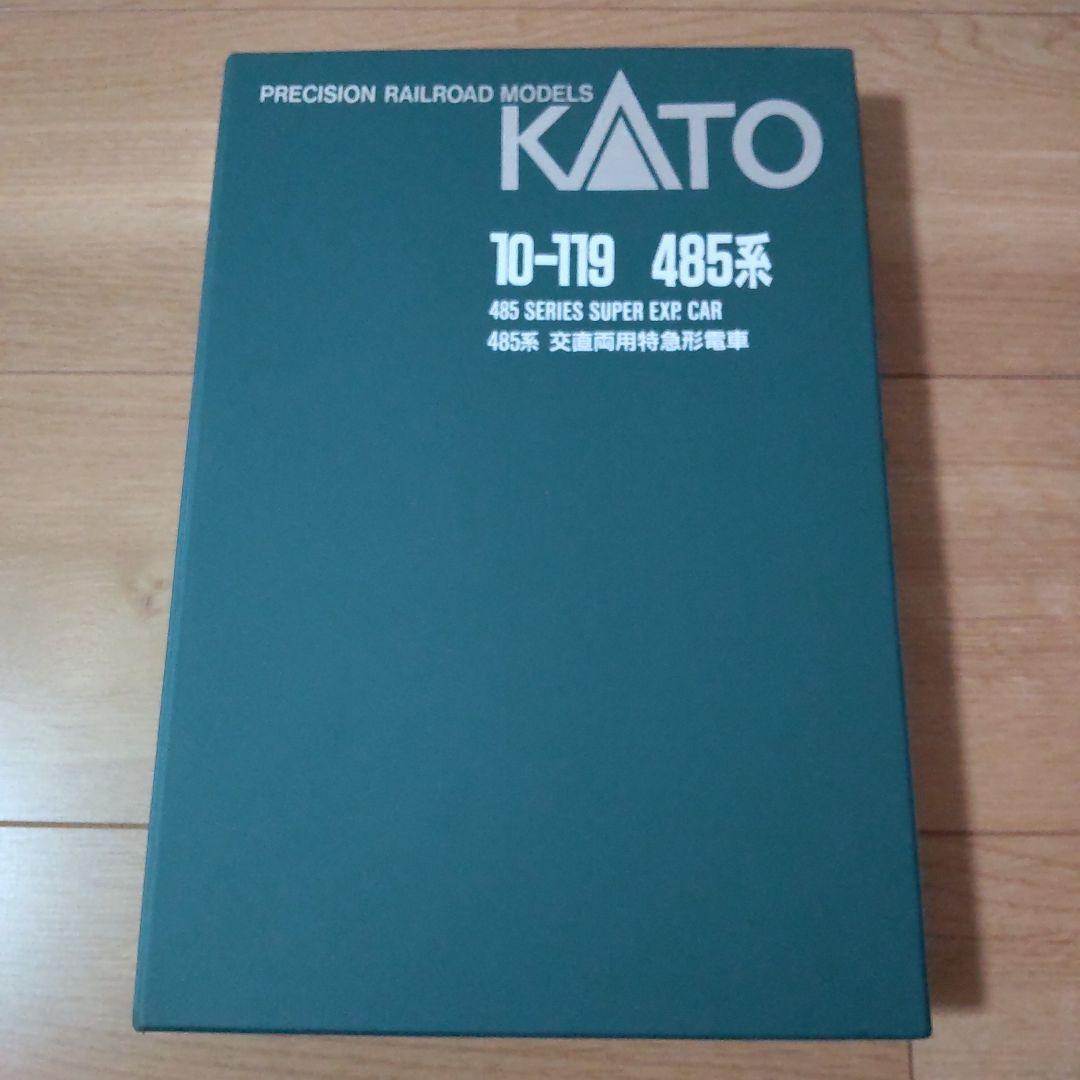 PRECISION RAILROAD MODELS
KATO
10-119 485系
485 SERIES SUPER EXP. CAR
485系 交直両用特急形電車